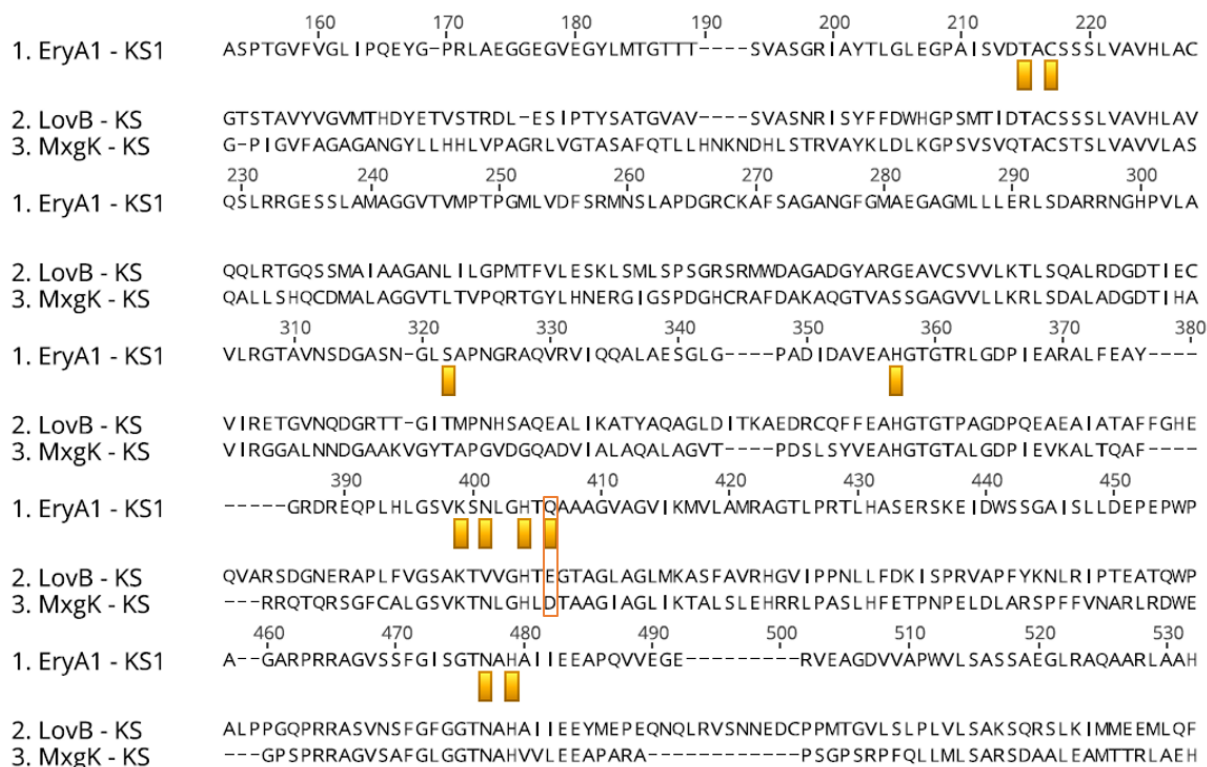 160 170 180 190 200 210 220
1. EryA1 - KS1 ASPTGVFVGLIPQEYG-PRLAEGGEGVEGYLMTGTTT----SVASGRIAYTLGLEGPAISVDTACSSSLVAVHLAC
2. LovB - KS GTSTAVYVGVMTHDYETVSTRDL-ESIPTYSATGVAV----SVASNRISYFFDWHGPSMTIDTACSSSLVAVHLAV
3. MxgK - KS G-PIGVFAGAGANGYLLHHLVPAGRLVGTASAFQTLLHNKNDHLSTRVAYKLDLKGPSVSVQTACSTSLVAVVLAS
230 240 250 260 270 280 290 300
1. EryA1 - KS1 QSLRRGESSLAMAGGVTVMPTPGMLVDFSRMNSLAPDGRCKAFSAGANGFGMAEGAGMLLLERLSDARRNGHPVLA
2. LovB - KS QQLRTGQSSMAIAAGANLILGPMTFVLESKLSMLSPSGRSRMWDAGADGYARGEAVCSVVLKTLSQALRDGDTIEC
3. MxgK - KS QALLSHQCDMALAGGVTLTVPQRTGYLHNERGIGSPDGHCRAFDAKAQGTVASSGAGVVLLKRLSDALADGDTIHA
310 320 330 340 350 360 370 380
1. EryA1 - KS1 VLRGTAVNSDGASN-GLSAPNGRAQVRVIQQALAESGLG----PADIDAVEAHGTGTRLGDPIEARALFEAY----
2. LovB - KS VIRETGVNQDGRTT-GITMPNHSAQEALIKATYAQAGLDITKAEDRCQFFEAHGTGTPAGDPQEAEAIATAFFGHE
3. MxgK - KS VIRGGALNNDGAAKVGYTAPGVDGQADVIALAQALAGVT----PDSLSYVEAHGTGTALGDPIEVKALTQAF----
390 400 410 420 430 440 450
1. EryA1 - KS1 -----GRDREQPLHLGSVKSNLGHTQAAAGVAGVIKMVLAMRAGTLPRTLHASERSKEIDWSSGAISLLDEPEPWP
2. LovB - KS QVARSDGNERAPLFVGSAKTVVGHTEGTAGLAGLMKASFAVRHGVIPPNLLFDKISPRVAPFYKNLRIPTEATQWP
3. MxgK - KS ---RRQTQRSGFCALGSVKTNLGHLDTAAGIAGLIKTALSLEHRRLPASLHFETPNPELDLARSPFFVNARLRDWE
460 470 480 490 500 510 520 530
1. EryA1 - KS1 A--GARPRRAGVSSFGISGTNAHAIIEEAPQVVEGE---------RVEAGDVVAPWVLSASSAEGLRAQAARLAAH
2. LovB - KS ALPPGQPRRASVNSFGFGGTNAHAIIEEYMEPEQNQLRVSNNEDCPPMTGVLSLPLVLSAKSQRSLKIMMEEMLQF
3. MxgK - KS ---GPSPRRAGVSAFGLGGTNAHVVLEEAPARA------------PSGPSRPFQLLMLSARSDAALEAMTTRLAEH